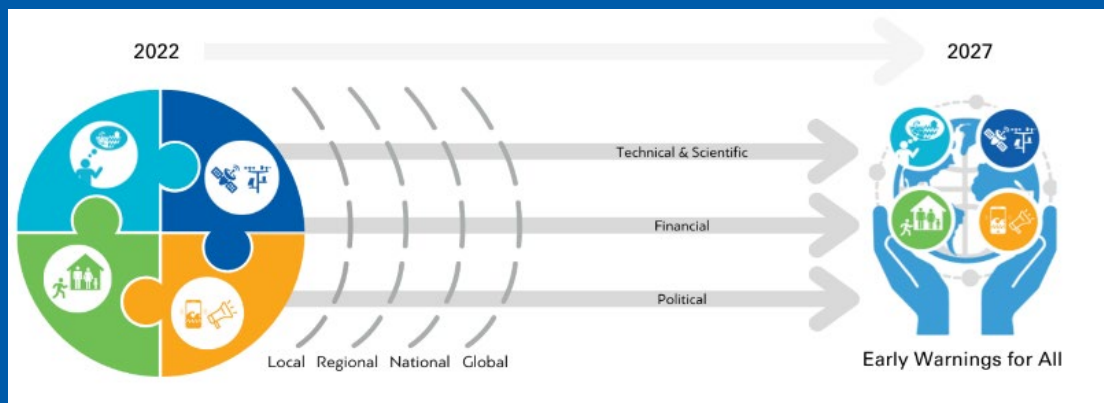 2022
2027
Technical & Scientific
Financial
Political
Local Regional National Global
Early Warnings for All